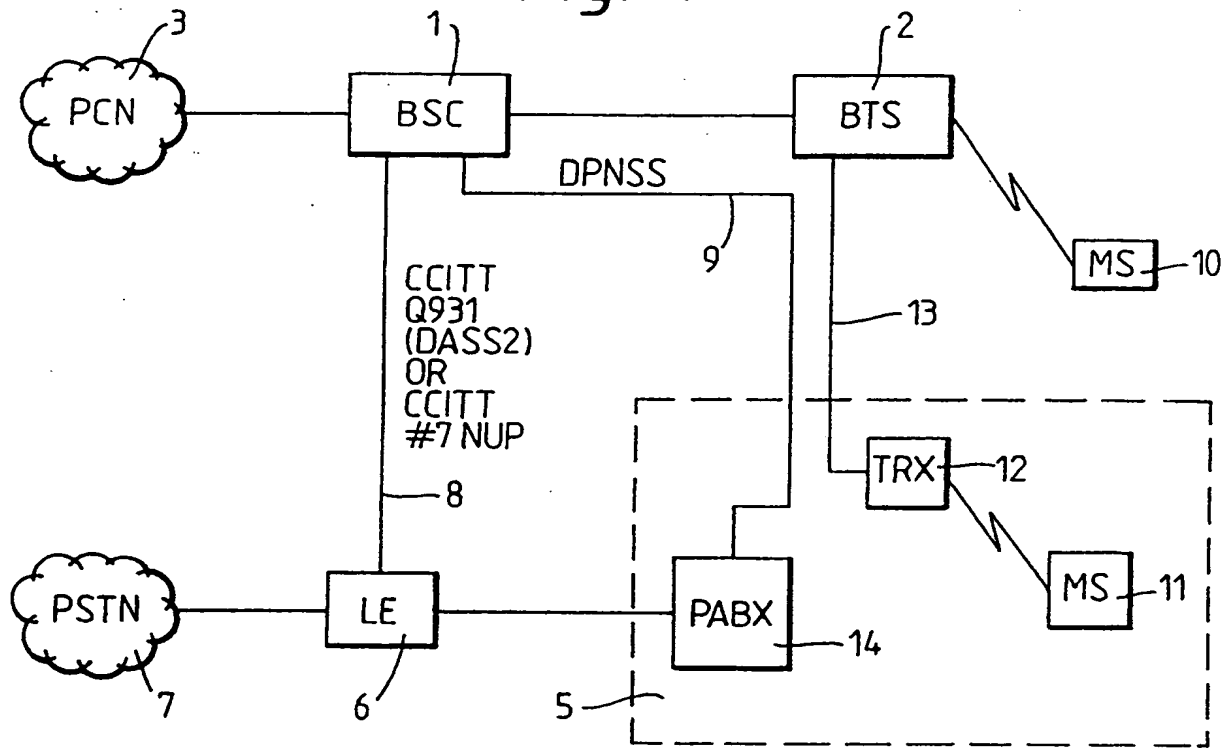 3
1
2
PCN
BSC
BTS
DPNSS
9
MS
10
13
CCITT
Q931
(DASS2)
OR
CCITT
#7 NUP
8
TRX
12
MS
11
PSTN
LE
PABX
14
7
6
5